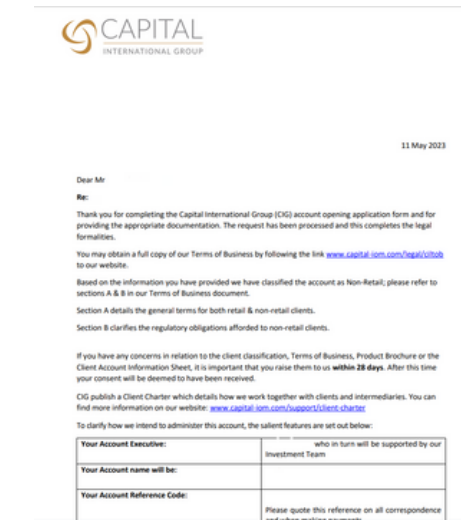 CAPITAL
INTERNATIONAL GROUP
11 May 2023
Dear Mr
Re:
Thank you for completing the Capital International Group (CIG) account opening application form and for
providing the appropriate documentation. The request has been processed and this completes the legal
formalities.
You may obtain a full copy of our Terms of Business by following the link www.capital-iom.com/legal/ciltob
to our website.
Based on the information you have provided we have classified the account as Non-Retail; please refer to
sections A & B in our Terms of Business document.
Section A details the general terms for both retail & non-retail clients.
Section B clarifies the regulatory obligations afforded to non-retail clients.
If you have any concerns in relation to the client classification, Terms of Business, Product Brochure or the
Client Account Information Sheet, it is important that you raise them to us within 28 days. After this time
your consent will be deemed to have been received.
CIG publish a Client Charter which details how we work together with clients and intermediaries. You can
find more information on our website: www.capital-iom.com/support/client-charter
To clarify how we intend to administer this account, the salient features are set out below:
Your Account Executive:
who in turn will be supported by our
Investment Team
Your Account name will be:
Your Account Reference Code:
Please quote this reference on all correspondence
and when making payments